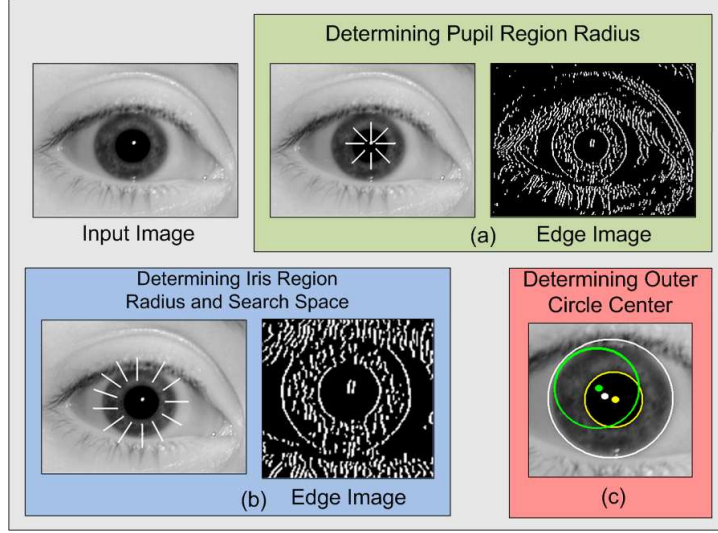 Determining Pupil Region Radius
Input Image
(a)
Edge Image
Determining Iris Region
Radius and Search Space
(b)
Edge Image
Determining Outer
Circle Center
(c)